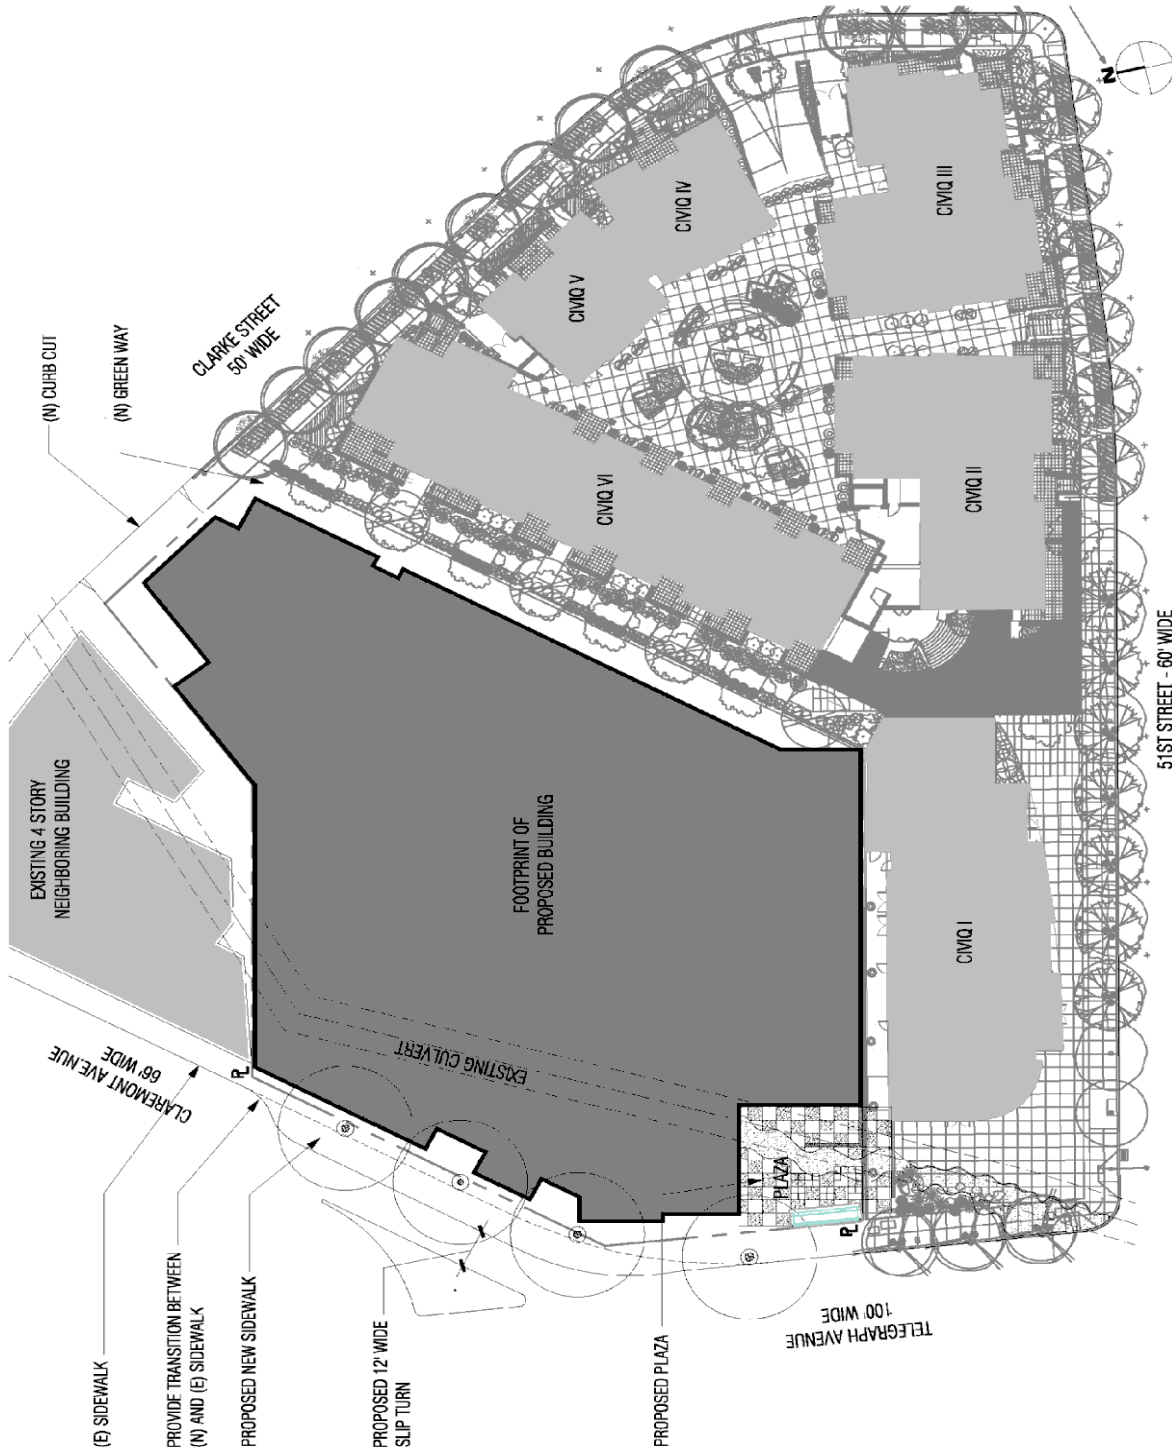 (N) CURB CUT
(N) GREEN WAY
CLARKE STREET
50' WIDE
N
EXISTING 4 STORY
NEIGHBORING BUILDING
CIVIQ IV
CIVIQ III
CIVIQ V
CIVIQ VI
CIVIQ II
FOOTPRINT OF
PROPOSED BUILDING
CIVIQ I
EXISTING CULVERT
PLAZA
PL
PL
CLAREMONT AVENUE
66' WIDE
TELEGRAPH AVENUE
100' WIDE
51ST STREET - 60' WIDE
(E) SIDEWALK
PROVIDE TRANSITION BETWEEN
(N) AND (E) SIDEWALK
PROPOSED NEW SIDEWALK
PROPOSED 12' WIDE
SLIP TURN
PROPOSED PLAZA